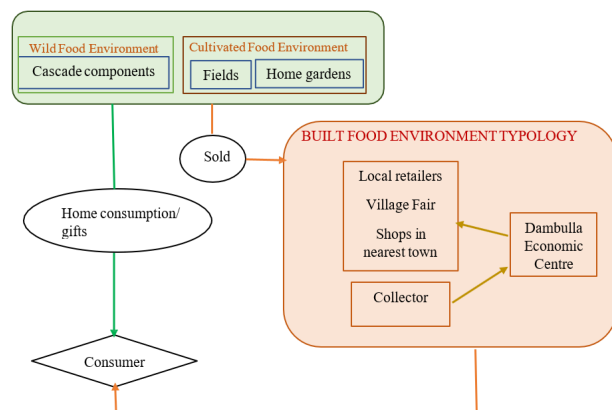 Wild Food Environment
Cascade components
Cultivated Food Environment
Fields
Home gardens
Sold
BUILT FOOD ENVIRONMENT TYPOLOGY
Local retailers
Village Fair
Shops in
nearest town
Dambulla
Economic
Centre
Collector
Home consumption/
gifts
Consumer